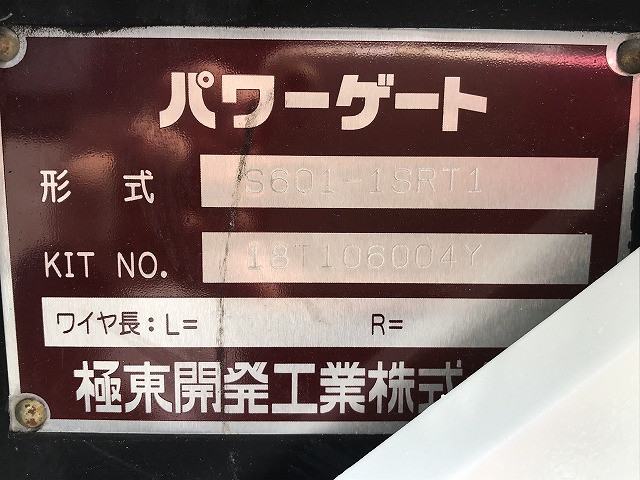 パワーゲート
形 式 S601-1SRT1
KIT NO. 18T106004Y
ワイヤ長:L= R=
極東開発工業株式